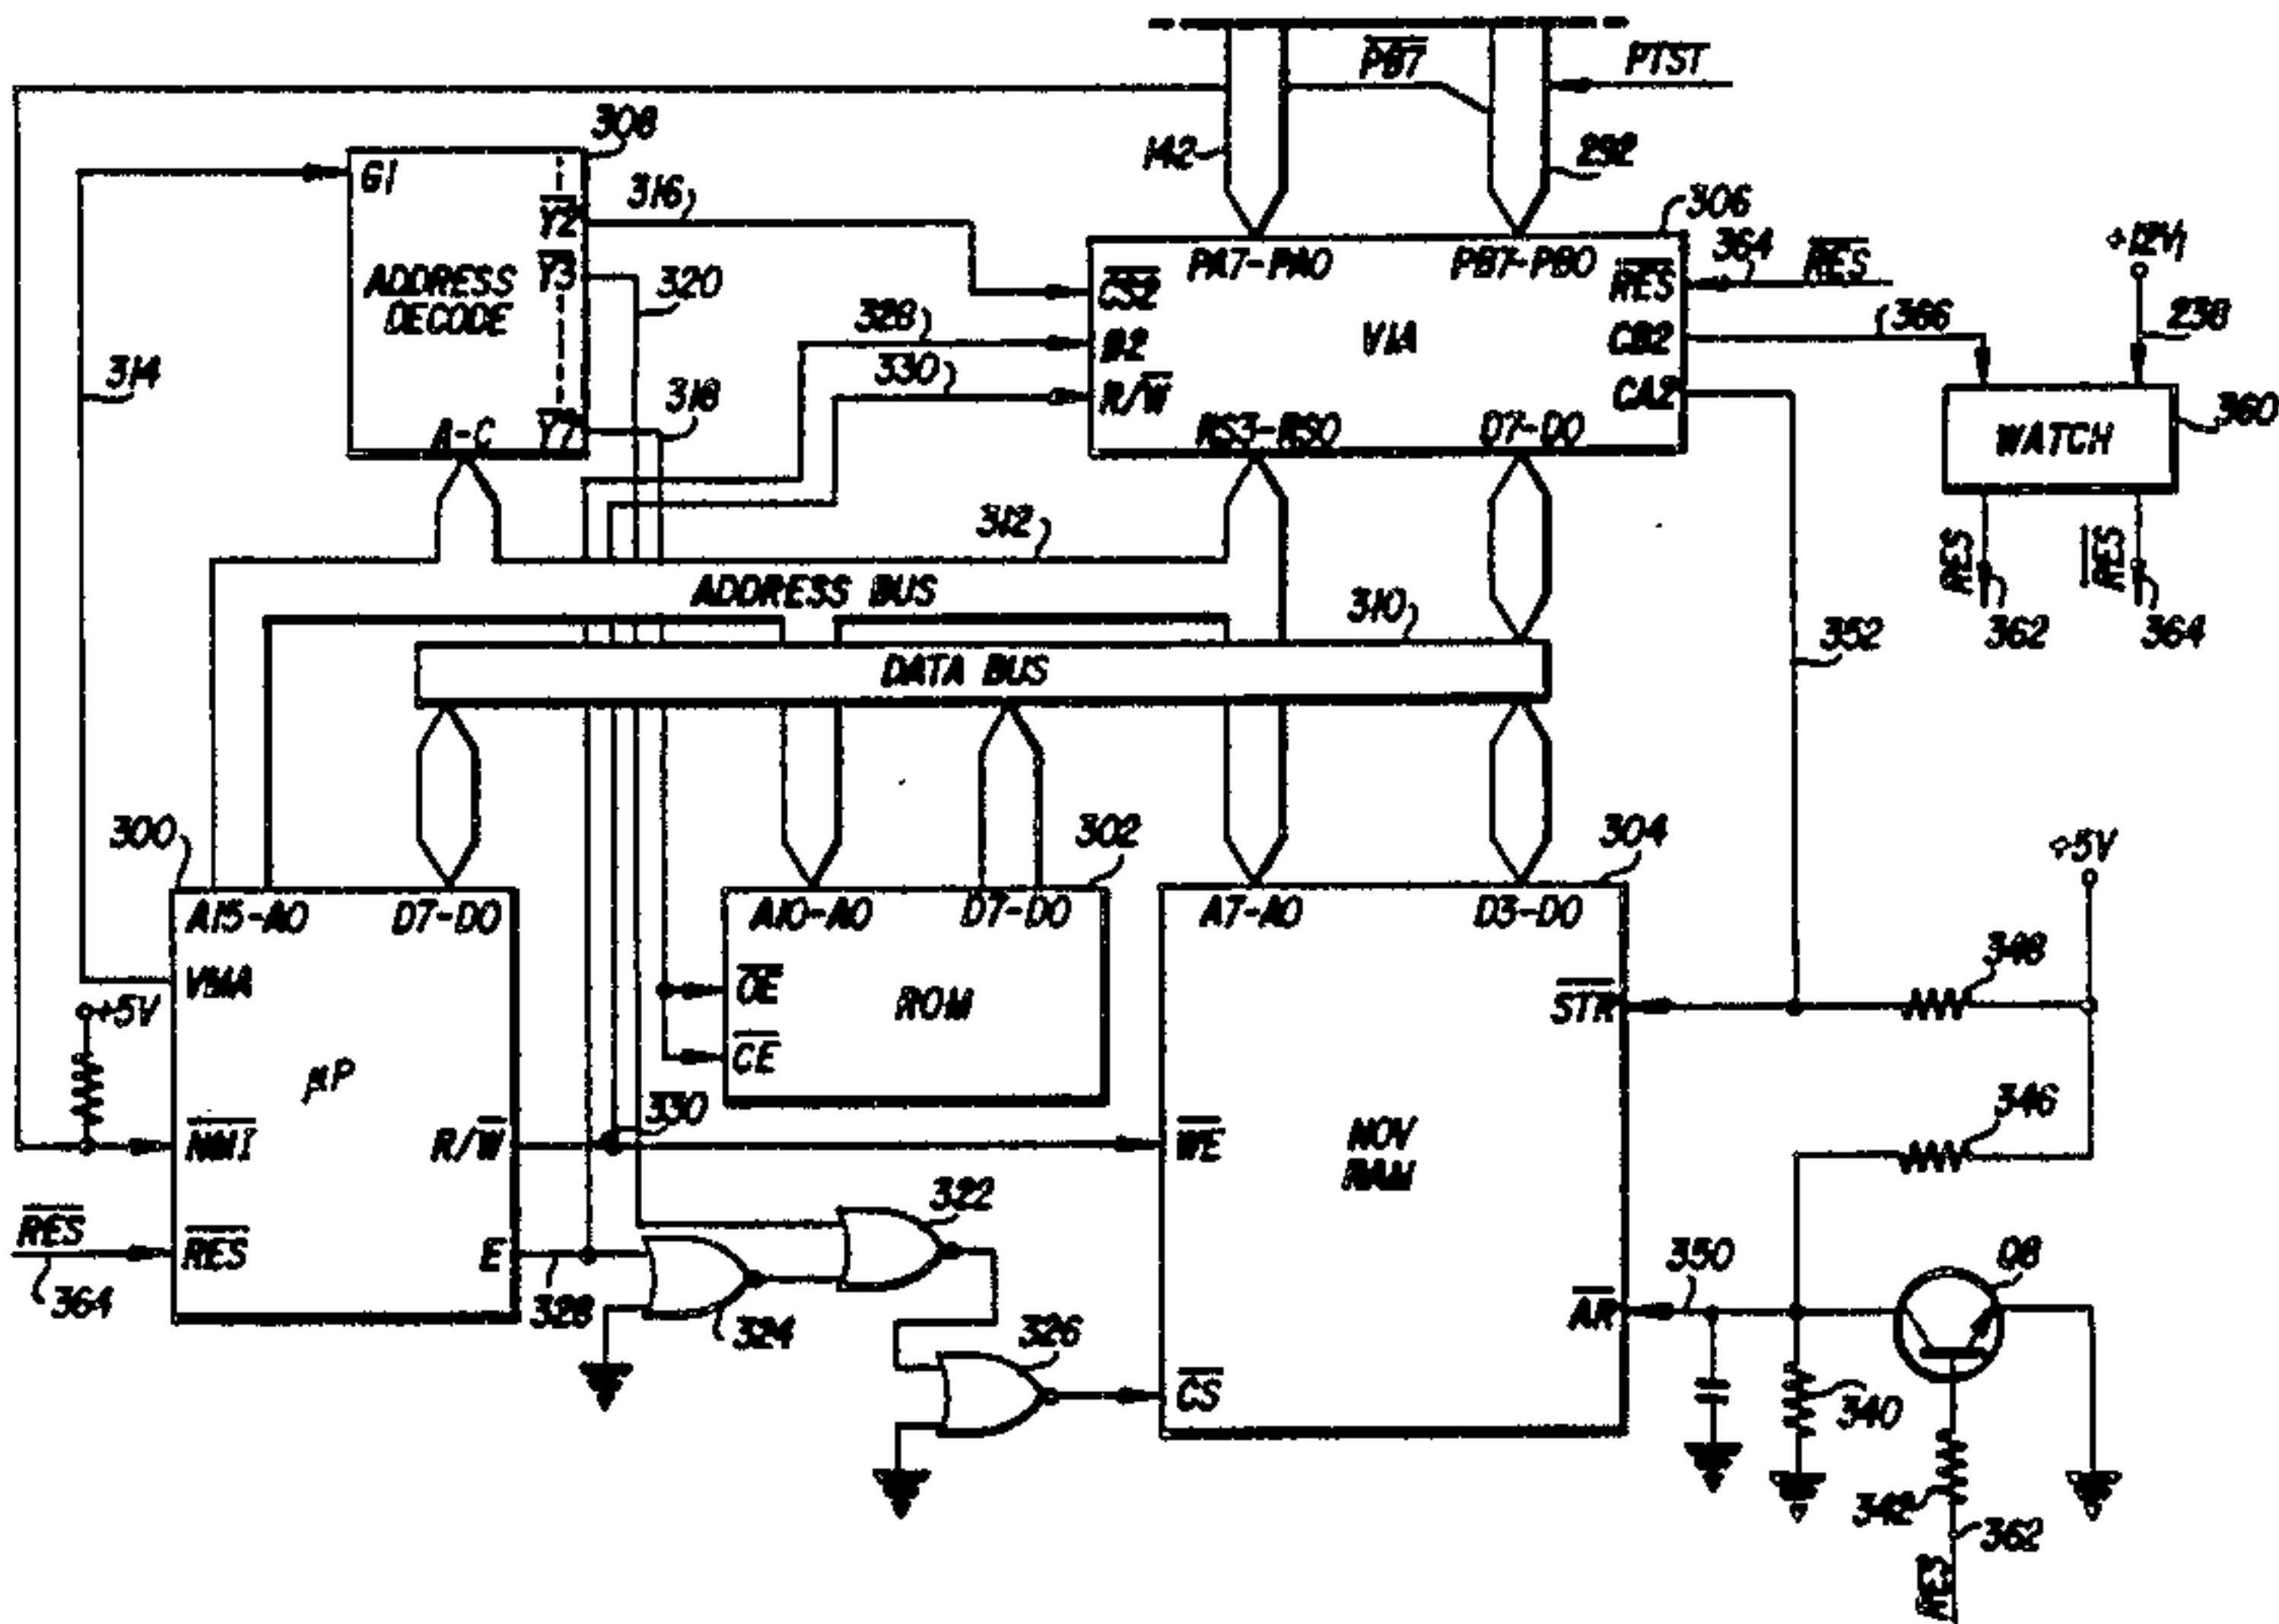 PB7
PTST
308
142
292
G1
316
306
364
RES
+12V
Y2
Y3
ADDRESS
DECODE
320
PA7-PA0
PB7-PB0
RES
CS2
328
Ø2
VIA
CB2
366
238
314
330
R/W
CA2
318
A-C
Y7
RS3-RS0
D7-D0
WATCH
360
312
RES
RES
ADDRESS BUS
310
362
364
DATA BUS
352
300
302
304
+5V
A15-A0
D7-D0
A10-A0
D7-D0
A7-A0
D3-D0
VMA
+5V
OE
ROM
STR
348
μP
CE
330
346
NMI
R/W
WE
NOV
RAM
322
RES
RES
E
350
Q8
364
328
324
326
AR
CS
340
342
362
RES